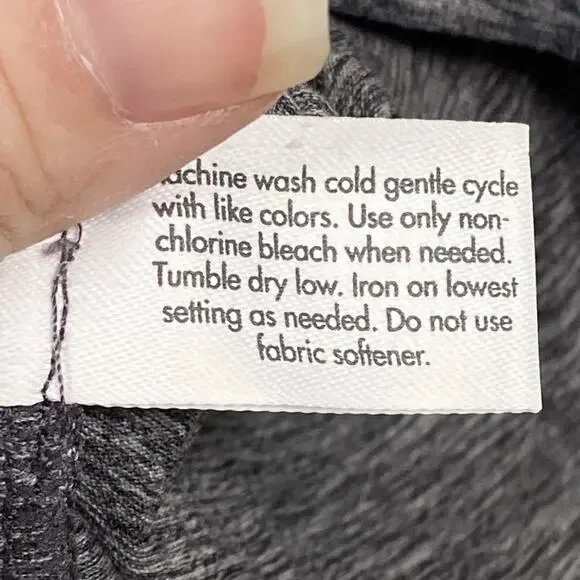 achine wash cold gentle cycle
with like colors. Use only non-
chlorine bleach when needed.
Tumble dry low. Iron on lowest
setting as needed. Do not use
fabric softener.